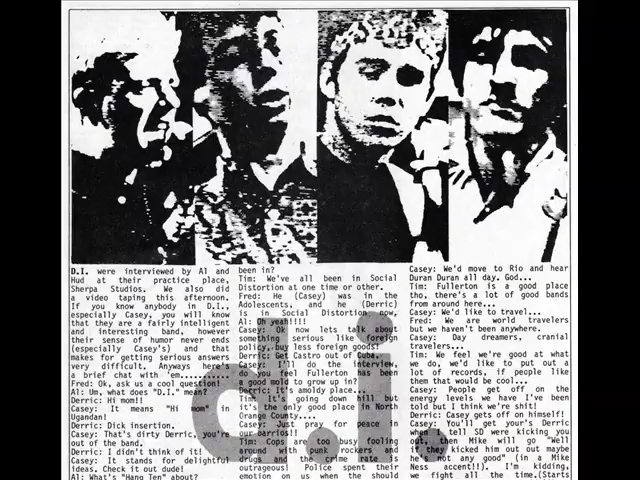 D.I. were interviewed by Al and
Hud at their practice place,
Sherpa Studios. We also did
a video taping this afternoon.
If you know anybody in D.I.,
especially Casey, you will know
that they are a fairly intelligent
and interesting band, however
their sense of humor never ends
(especially Casey's) and that
makes for getting serious answers
very difficult. Anyways here's
a brief chat with 'em........
Fred: Ok, ask us a cool question!
Al: Um, what does "D.I." mean?
Derric: Hi mom!!
Casey: It means "Hi mom" in
Ugandan!
Derric: Dick insertion.
Casey: That's dirty Derric, you're
out of the band.
Derric: I didn't think of it!
Casey: It stands for delightful
ideas. Check it out dude!
Al: What's "Hang Ten" about?
been in?
Tim: We've all been in Social
Distortion at one time or other.
Fred: He (Casey) was in the
Adolescents, and he (Derric)
is in Social Distortion now.
Al: Oh yeah!!!!
Casey: Ok now lets talk about
something serious like foreign
policy, buy less foreign goods!
Derric: Get Castro out of Cuba.
Casey: I'll do the interview,
do you feel Fullerton has been
a good mold to grow up in?
Derric: It's amoldy place...
Tim: It's going down hill but
it's the only good place in North
Orange County....
Casey: Just pray for peace in
our barrios!!
Tim: Cops are too busy fooling
around with punk rockers and
drugs and the crime rate is
outrageous! Police spent their
emotion on us when the should
Casey: We'd move to Rio and hear
Duran Duran all day. God...
Tim: Fullerton is a good place
tho, there's a lot of good bands
from around here...
Casey: We'd like to travel...
Fred: We are world travelers
but we haven't been anywhere.
Casey: Day dreamers, cranial
travelers...
Tim: We feel we're good at what
we do, we'd like to put out a
lot of records, if people like
them that would be cool...
Casey: People get off on the
energy levels we have I've been
told but I think we're shit!
Derric: Casey gets off on himself!
Casey: You'll get your's Derric
when I tell SD were kicking you
out, then Mike will go "Well
if they kicked him out out maybe
he's not any good" (in a Mike
Ness accent!!). I'm kidding,
we fight all the time.(Starts
d.i.